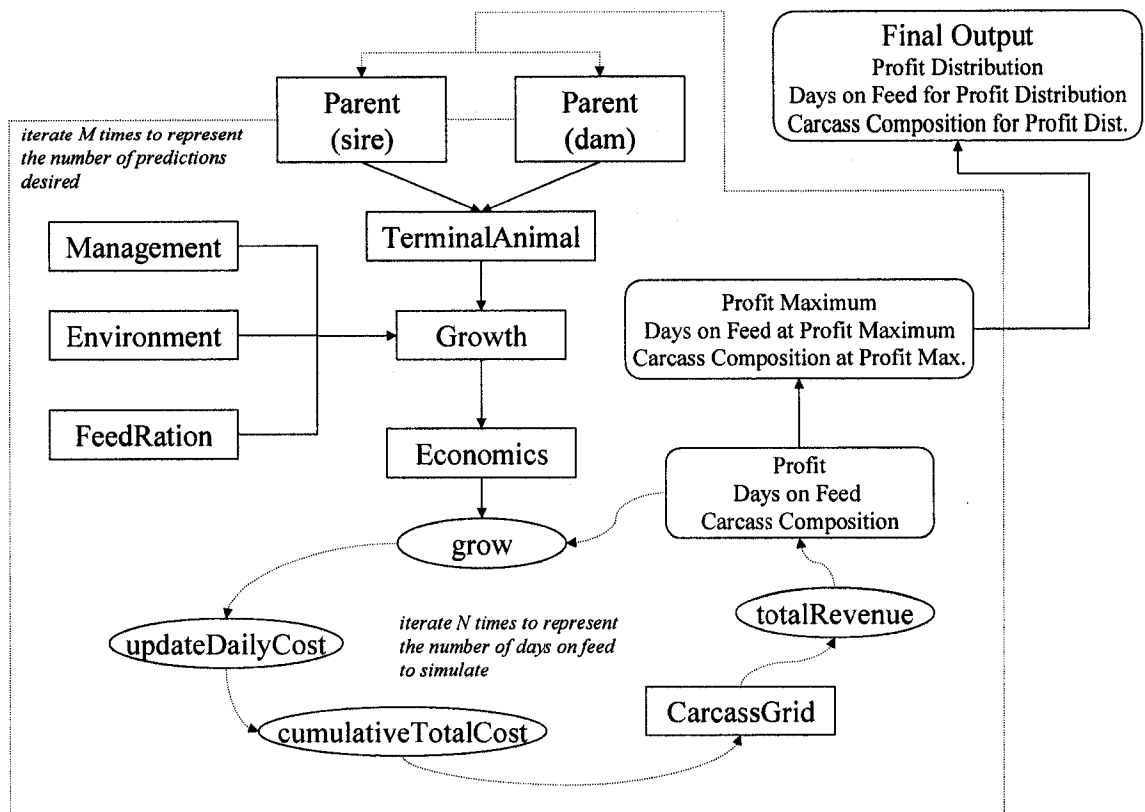 Final Output
Profit Distribution
Days on Feed for Profit Distribution
Carcass Composition for Profit Dist.
Parent
(sire)
Parent
(dam)
iterate M times to represent
the number of predictions
desired
TerminalAnimal
Management
Environment
FeedRation
Growth
Profit Maximum
Days on Feed at Profit Maximum
Carcass Composition at Profit Max.
Economics
Profit
Days on Feed
Carcass Composition
grow
totalRevenue
updateDailyCost
iterate N times to represent
the number of days on feed
to simulate
CarcassGrid
cumulativeTotalCost